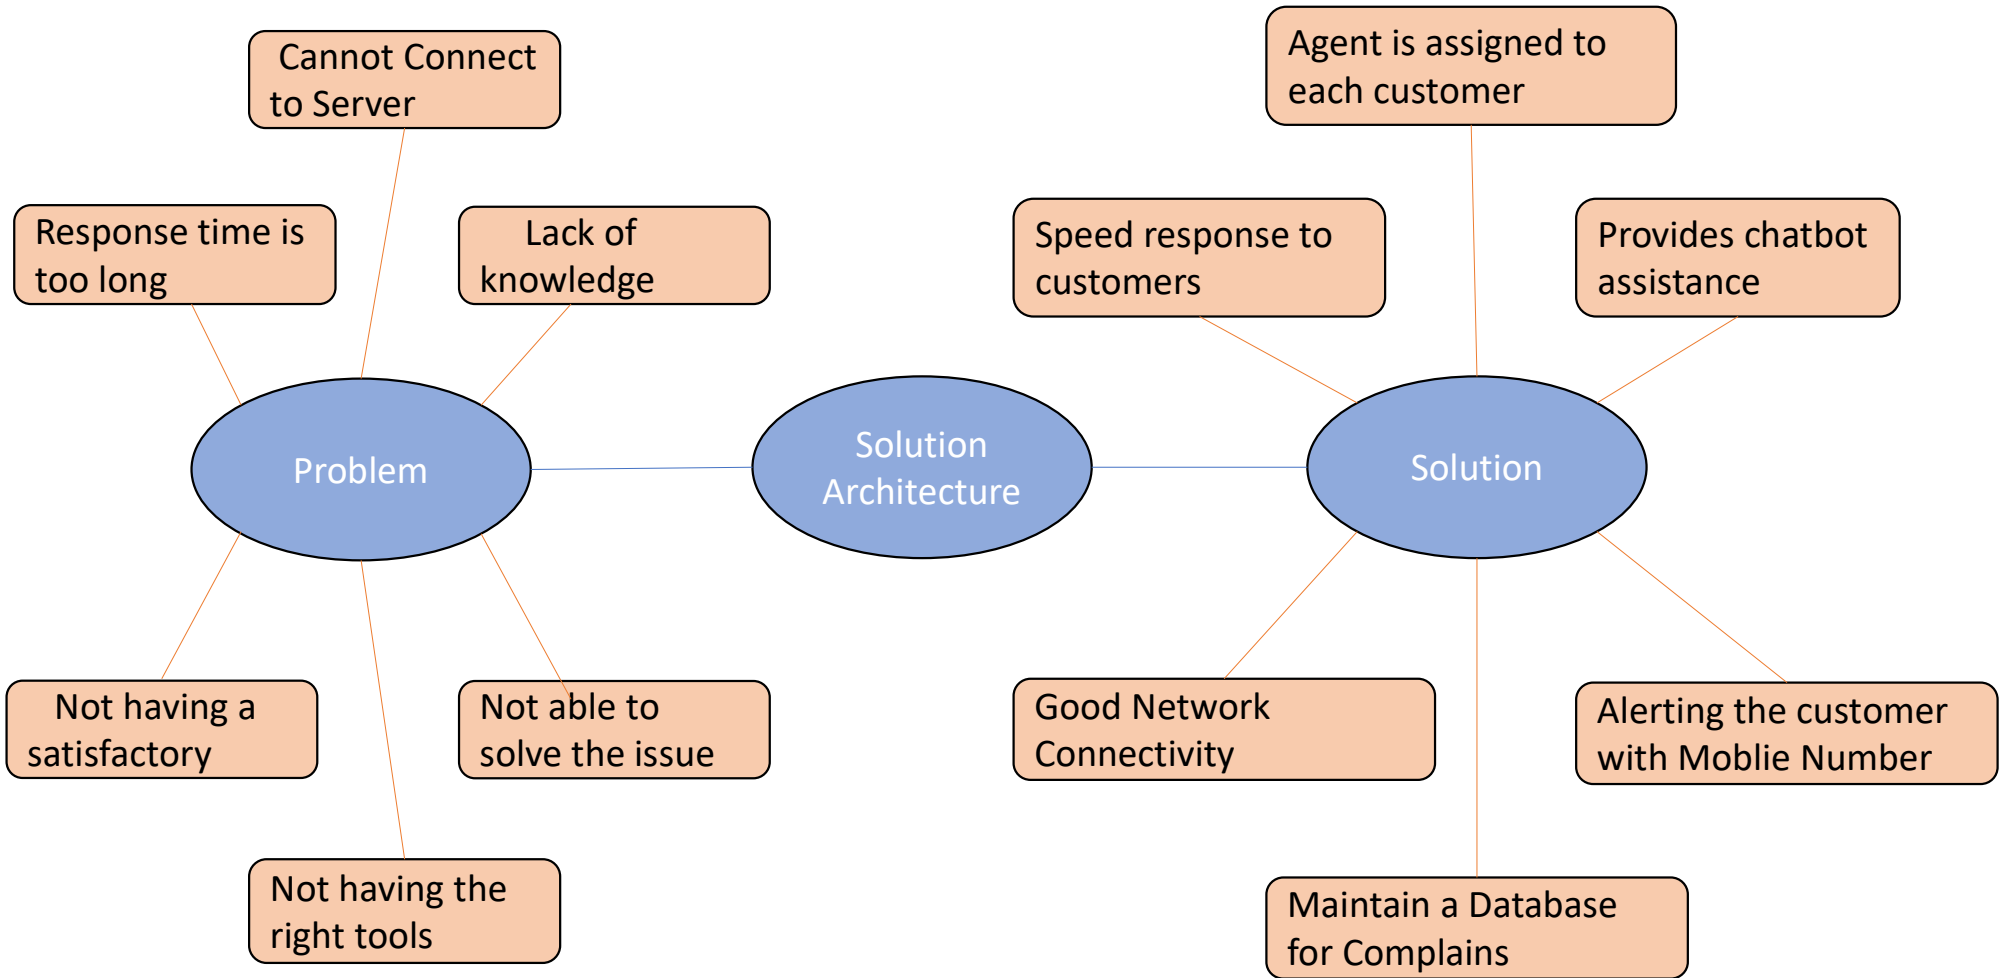 Cannot Connect
to Server
Response time is
too long
Lack of
knowledge
Problem
Not having a
satisfactory
Not able to
solve the issue
Not having the
right tools
Solution
Architecture
Agent is assigned to
each customer
Speed response to
customers
Provides chatbot
assistance
Solution
Good Network
Connectivity
Alerting the customer
with Moblie Number
Maintain a Database
for Complains